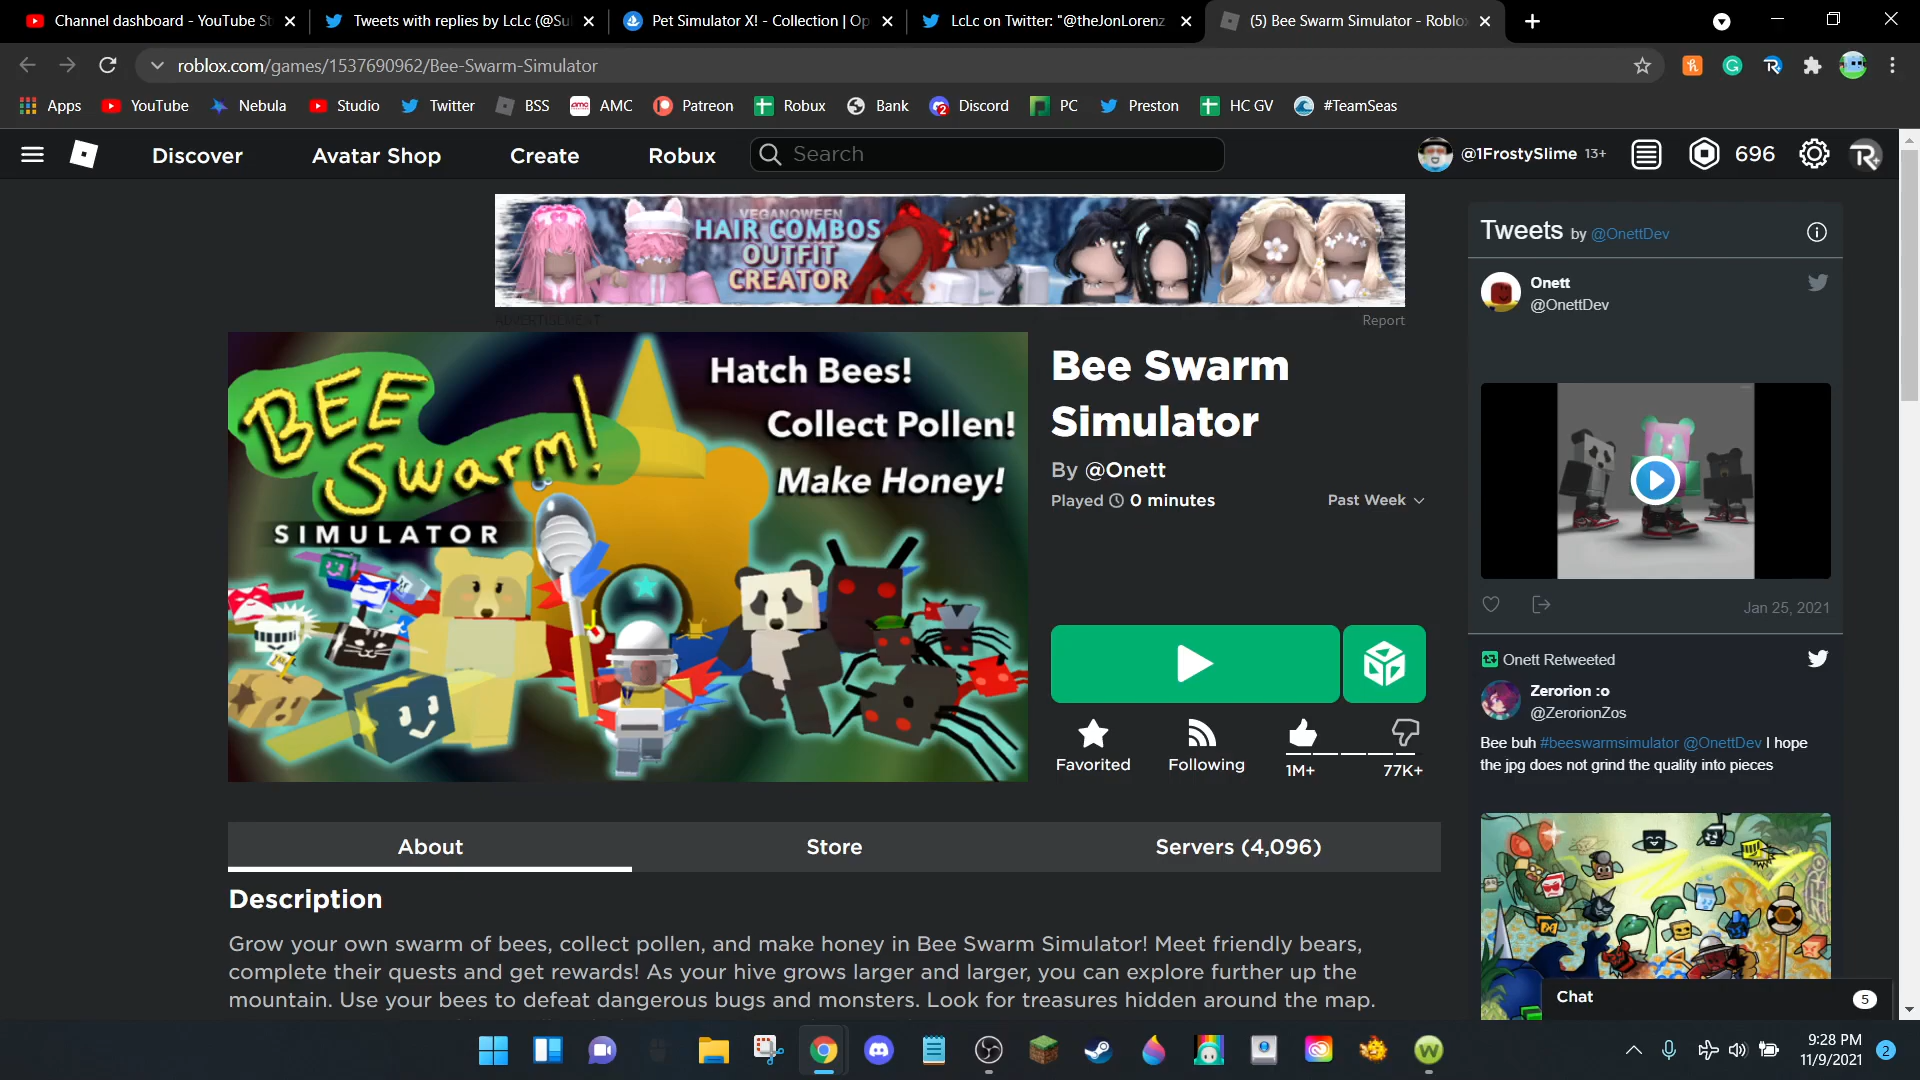 Channel dashboard - YouTube St
Tweets with replies by LcLc (@Su
Pet Simulator X! - Collection | Op
LcLc on Twitter: "@theJonLorenz
(5) Bee Swarm Simulator - Roblox
roblox.com/games/1537690962/Bee-Swarm-Simulator
Apps
YouTube
Nebula
Studio
Twitter
BSS
AMC
Patreon
Robux
Bank
Discord
PC
Preston
HC GV
#TeamSeas
Discover
Avatar Shop
Create
Robux
Search
@1FrostySlime 13+
696
VEGANOWEEN
HAIR COMBOS
OUTFIT
CREATOR
ADVERTISEMENT
Report
BEE
Swarm!
SIMULATOR
Hatch Bees!
Collect Pollen!
Make Honey!
Bee Swarm
Simulator
By @Onett
Played 0 minutes
Past Week
Favorited
Following
1M+
77K+
About
Store
Servers (4,096)
Description
Grow your own swarm of bees, collect pollen, and make honey in Bee Swarm Simulator! Meet friendly bears,
complete their quests and get rewards! As your hive grows larger and larger, you can explore further up the
mountain. Use your bees to defeat dangerous bugs and monsters. Look for treasures hidden around the map.
Tweets by @OnettDev
Onett
@OnettDev
Jan 25, 2021
Onett Retweeted
Zerorion :o
@ZerorionZos
Bee buh #beeswarmsimulator @OnettDev I hope
the jpg does not grind the quality into pieces
Chat
5
9:28 PM
11/9/2021
2